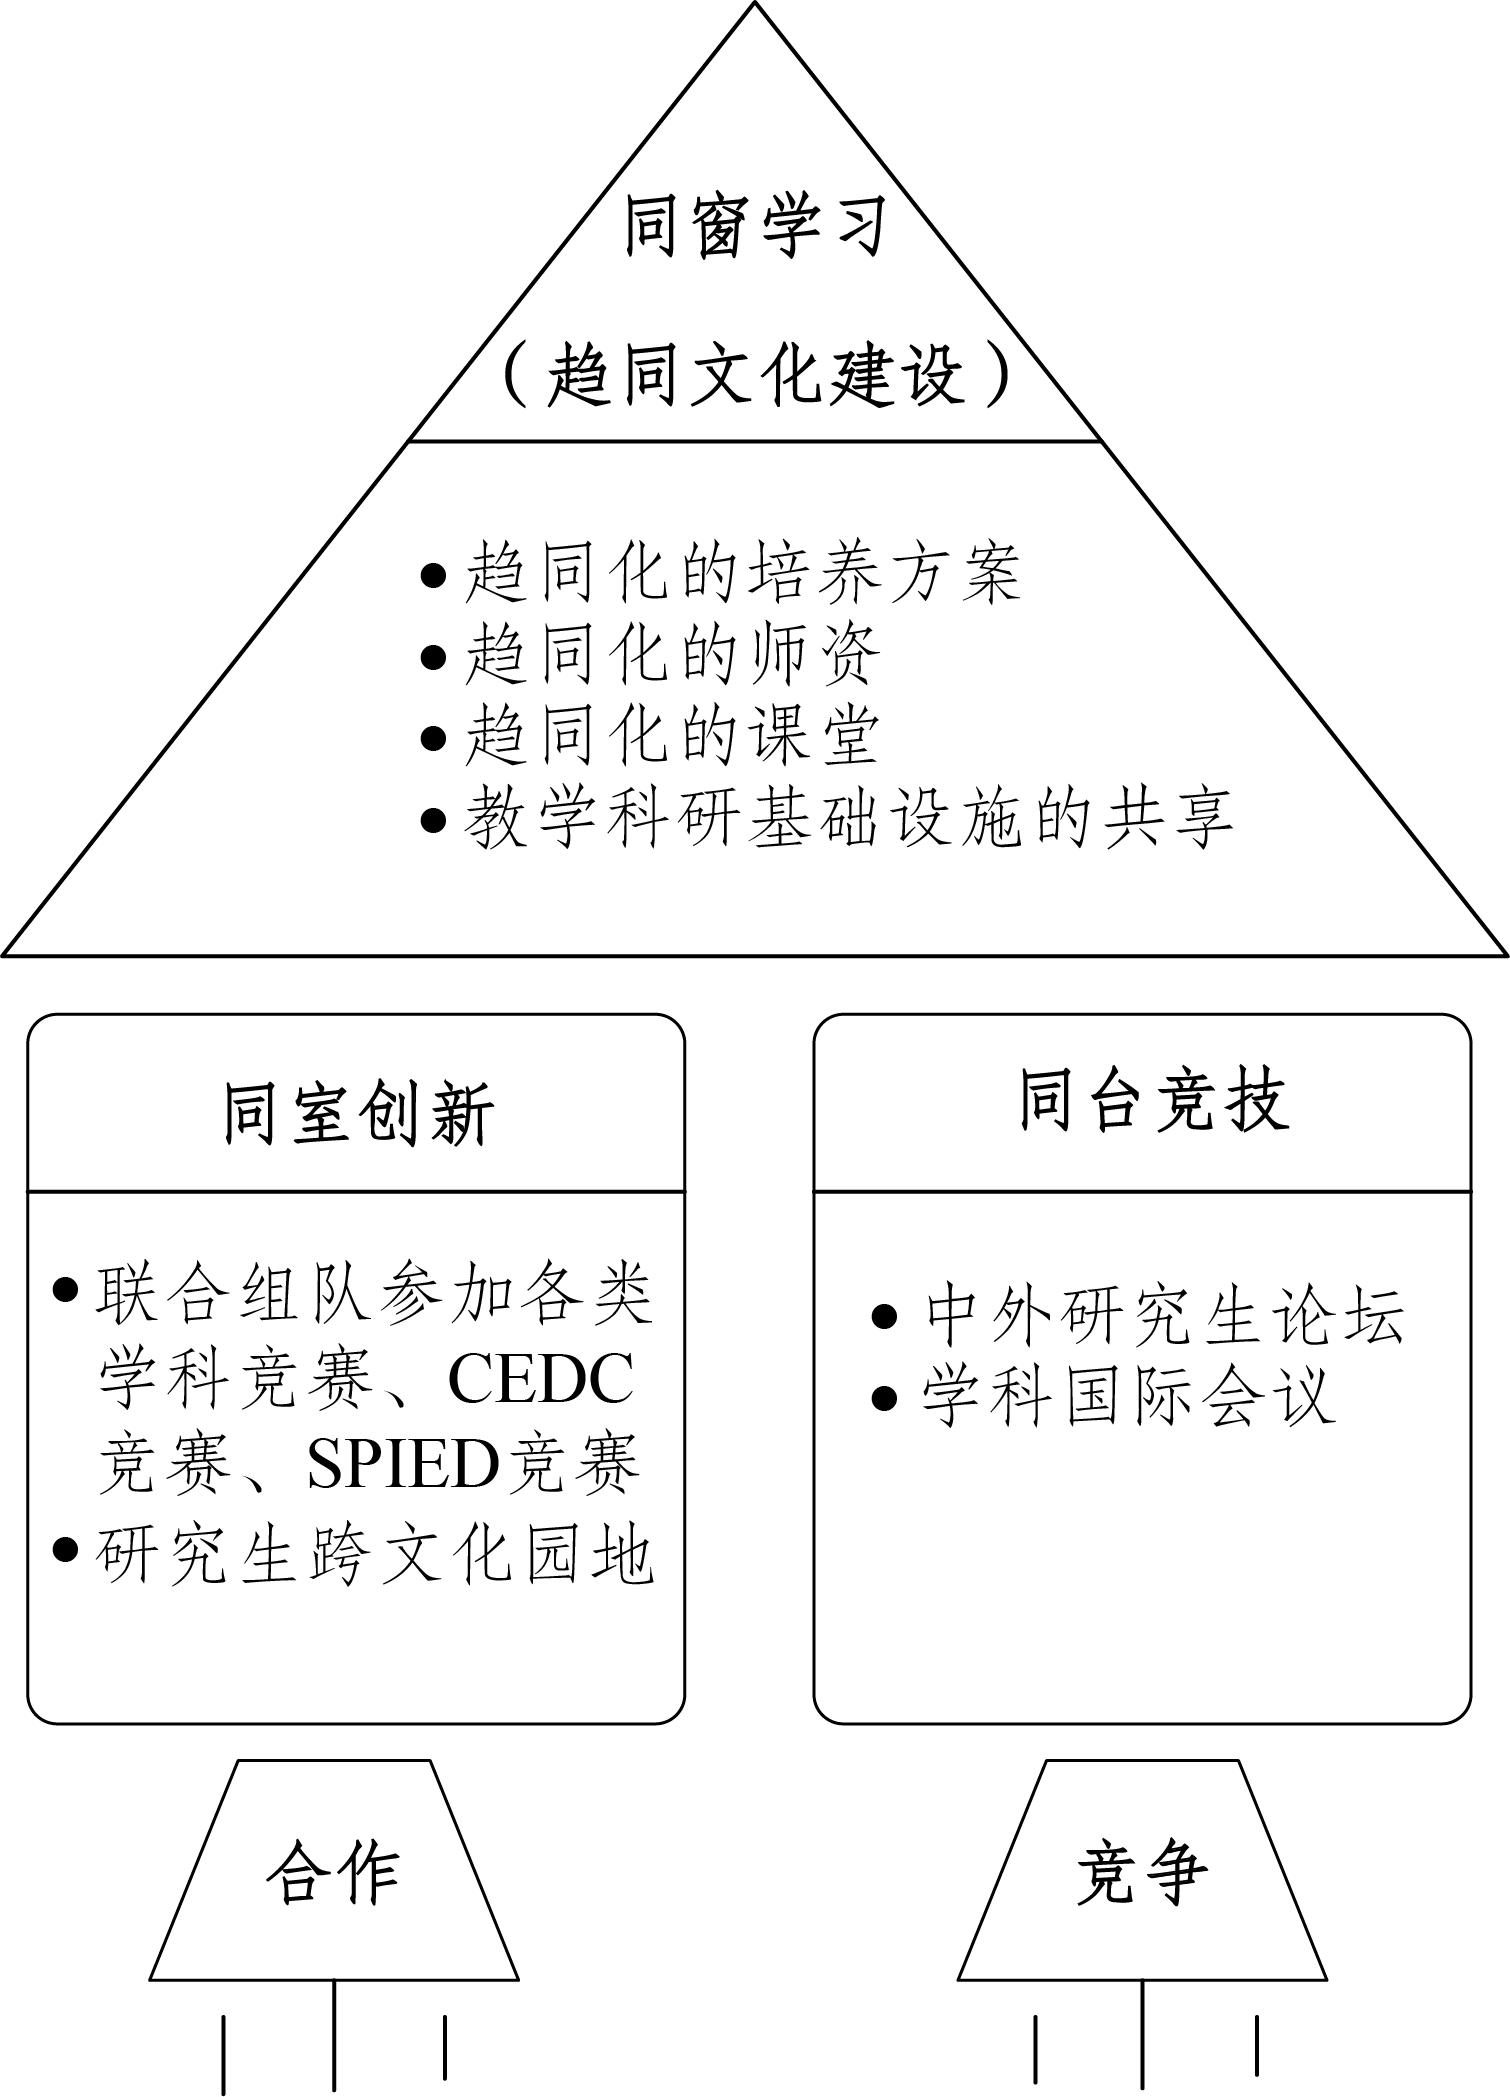 同窗学习
（趋同文化建设）
●趋同化的培养方案
●趋同化的师资
●趋同化的课堂
●教学科研基础设施的共享
同室创新
●联合组队参加各类
学科竞赛、CEDC
竞赛、SPIED竞赛
●研究生跨文化园地
同台竞技
●中外研究生论坛
●学科国际会议
合作
竞争